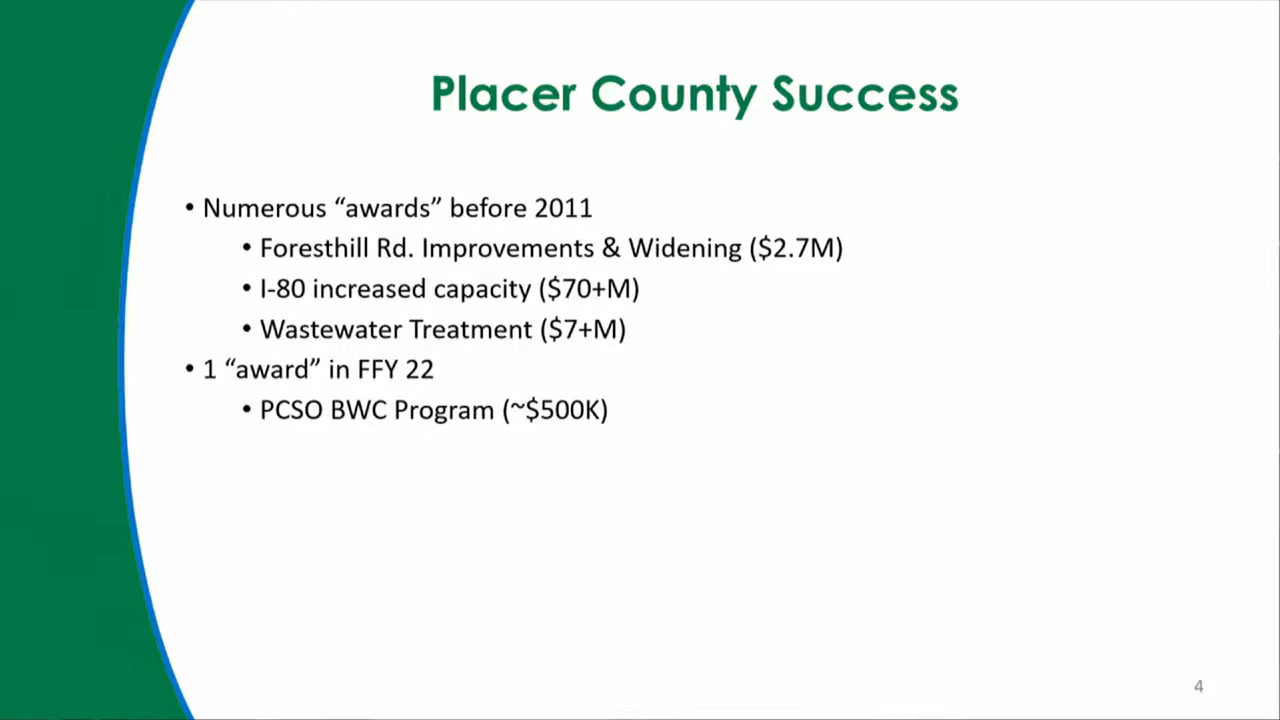 Placer County Success
• Numerous “awards” before 2011
• Foresthill Rd. Improvements & Widening ($2.7M)
• I-80 increased capacity ($70+M)
• Wastewater Treatment ($7+M)
• 1 “award” in FFY 22
• PCSO BWC Program (~$500K)
4